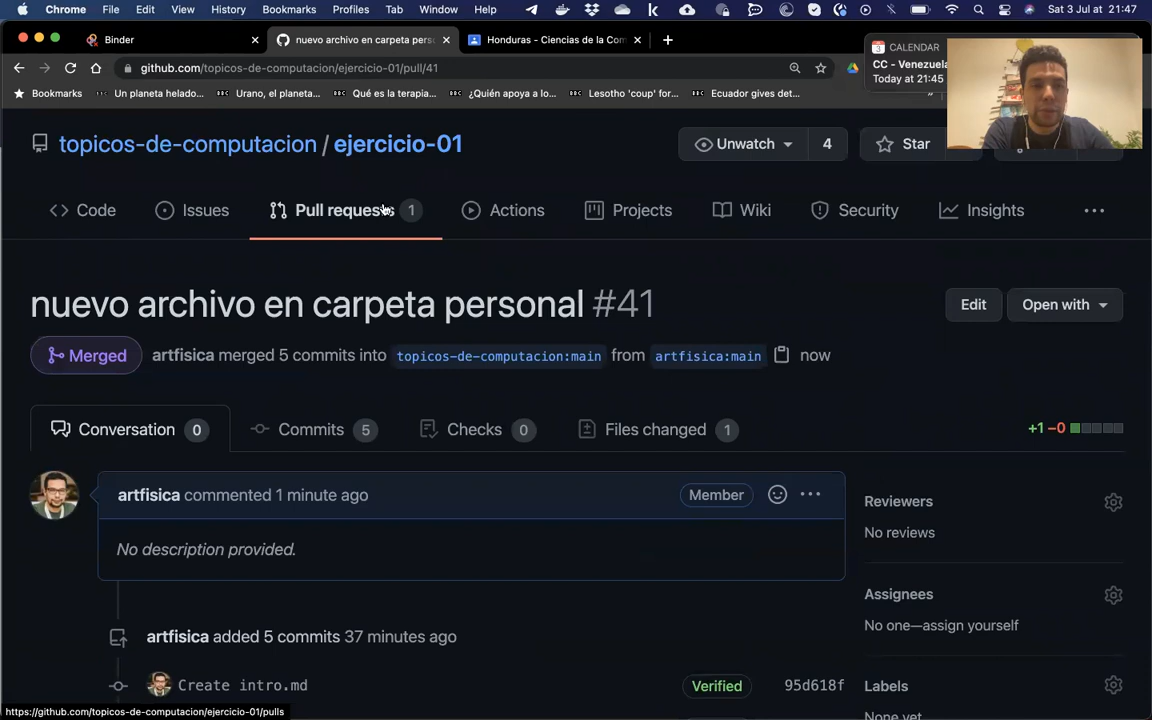 Chrome File Edit View History Bookmarks Profiles Tab Window Help Sat 3 Jul at 21:47
Binder
nuevo archivo en carpeta perso
Honduras - Ciencias de la Com
CALENDAR
CC - Venezuela
Today at 21:45
github.com/topicos-de-computacion/ejercicio-01/pull/41
Bookmarks Un planeta helado... Urano, el planeta... Qué es la terapia... ¿Quién apoya a lo... Lesotho 'coup' for... Ecuador gives det... »
topicos-de-computacion / ejercicio-01
Unwatch 4 Star
Code Issues Pull requests 1 Actions Projects Wiki Security Insights
nuevo archivo en carpeta personal #41
Edit Open with
Merged artfisica merged 5 commits into topicos-de-computacion:main from artfisica:main now
Conversation 0 Commits 5 Checks 0 Files changed 1 +1 −0
artfisica commented 1 minute ago Member
No description provided.
Reviewers
No reviews
Assignees
No one—assign yourself
artfisica added 5 commits 37 minutes ago
Create intro.md Verified 95d618f
Labels
None yet
https://github.com/topicos-de-computacion/ejercicio-01/pulls